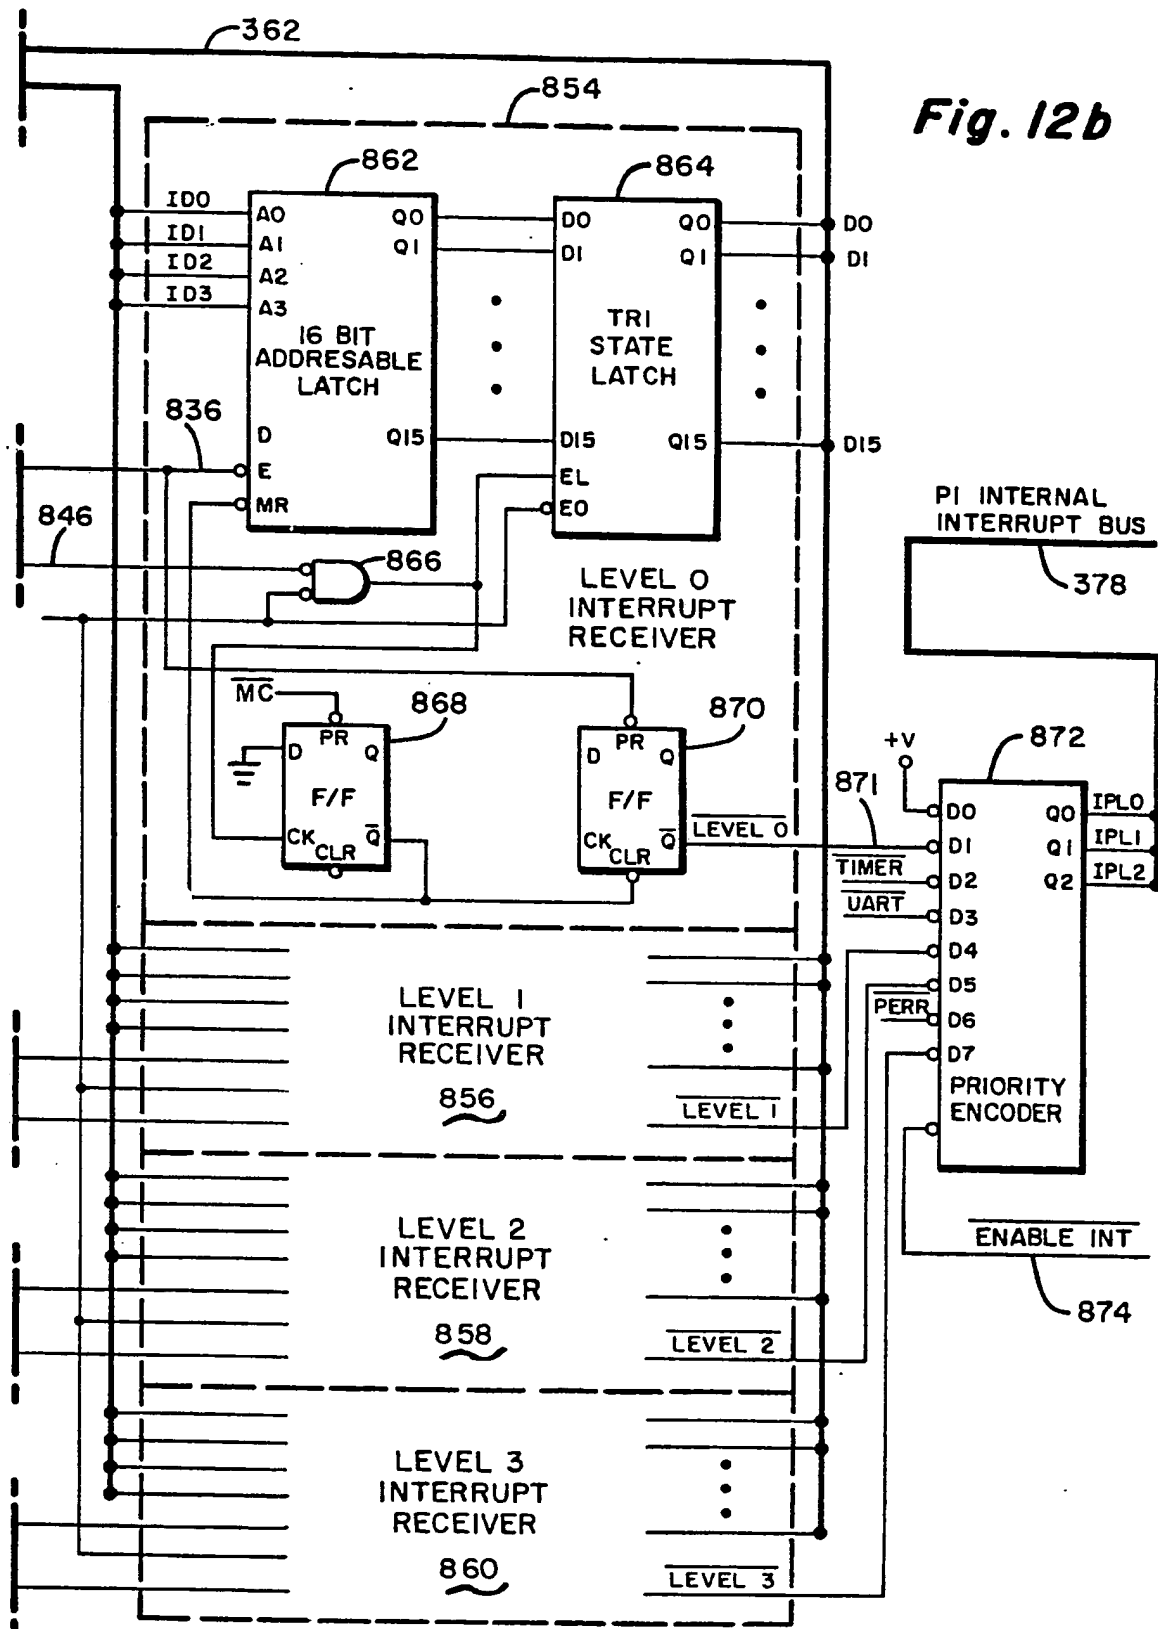 362
854
Fig. 12b
862
864
ID0
ID1
ID2
ID3
A0
A1
A2
A3
Q0
Q1
16 BIT
ADDRESABLE
LATCH
D
Q15
E
MR
D0
D1
TRI
STATE
LATCH
D15
EL
EO
Q0
Q1
Q15
D0
D1
D15
836
846
866
LEVEL 0
INTERRUPT
RECEIVER
PI INTERNAL
INTERRUPT BUS
378
MC
868
D
PR
Q
F/F
CK
CLR
Q
870
D
PR
Q
F/F
CK
CLR
Q
LEVEL 0
871
+V
872
D0
D1
D2
D3
D4
D5
D6
D7
TIMER
UART
PERR
Q0
Q1
Q2
IPL0
IPL1
IPL2
PRIORITY
ENCODER
ENABLE INT
874
LEVEL 1
INTERRUPT
RECEIVER
856
LEVEL 1
LEVEL 2
INTERRUPT
RECEIVER
858
LEVEL 2
LEVEL 3
INTERRUPT
RECEIVER
860
LEVEL 3